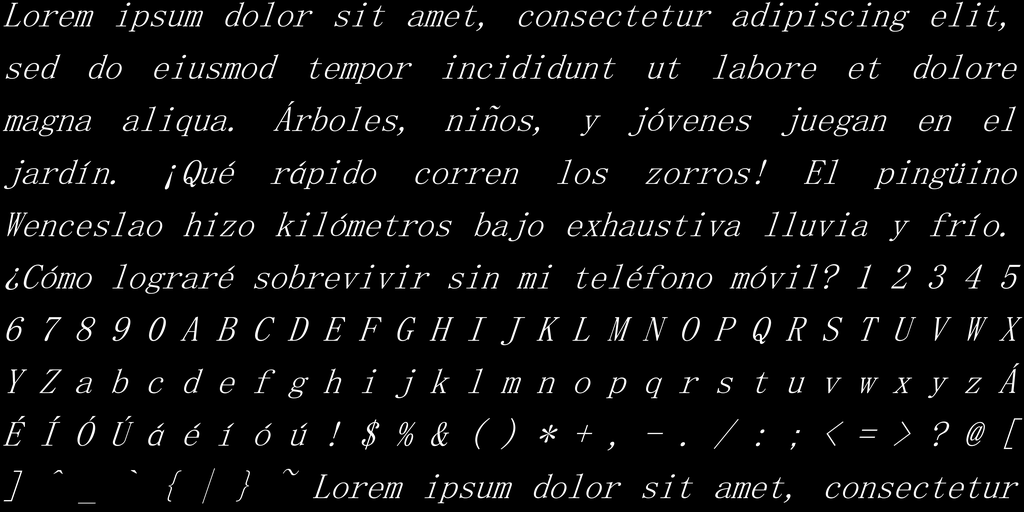 Lorem ipsum dolor sit amet, consectetur adipiscing elit,
sed do eiusmod tempor incididunt ut labore et dolore
magna aliqua. Árboles, niños, y jóvenes juegan en el
jardín. ¡Qué rápido corren los zorros! El pingüino
Wenceslao hizo kilómetros bajo exhaustiva lluvia y frío.
¿Cómo lograré sobrevivir sin mi teléfono móvil? 1 2 3 4 5
6 7 8 9 0 A B C D E F G H I J K L M N O P Q R S T U V W X
Y Z a b c d e f g h i j k l m n o p q r s t u v w x y z Á
É Í Ó Ú á é í ó ú ! $ % & ( ) * + , - . / : ; < = > ? @ [
] ^ _ ` { | } ~ Lorem ipsum dolor sit amet, consectetur